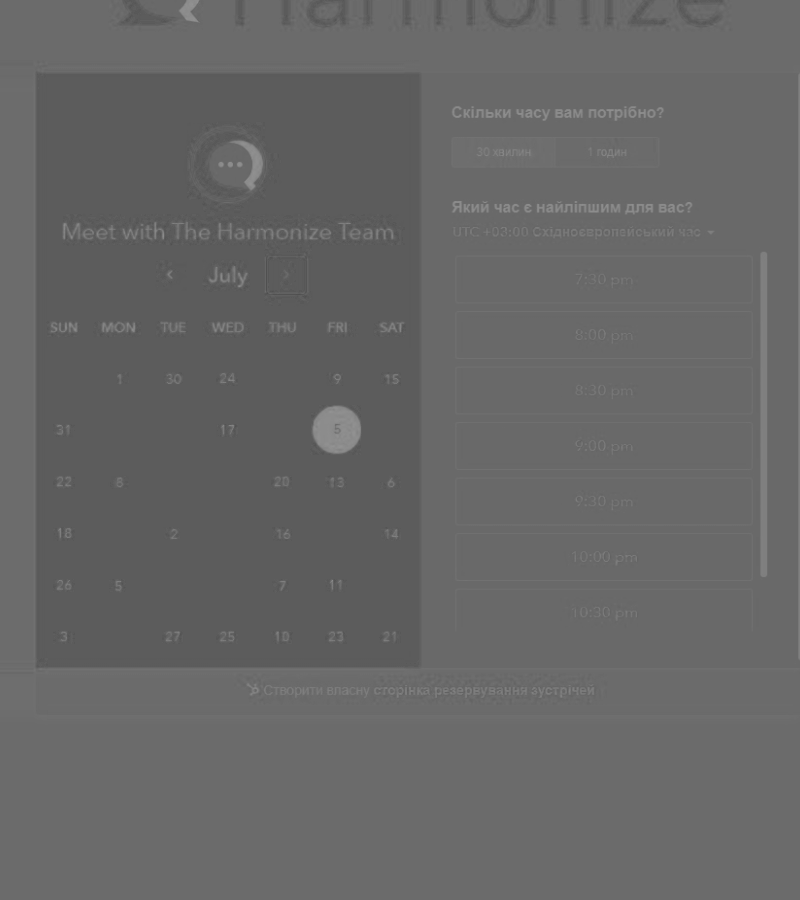 Harmonize
Meet with The Harmonize Team
July
SUN MON TUE WED THU FRI SAT
1 30 24 9 15
31 17 5
22 8 20 13 6
18 2 16 14
26 5 7 11
3 27 25 10 23 21
Скільки часу вам потрібно?
30 хвилин 1 годин
Який час є найліпшим для вас?
UTC +03:00 Східноєвропейський час
7:30 pm
8:00 pm
8:30 pm
9:00 pm
9:30 pm
10:00 pm
10:30 pm
Створити власну сторінка резервування зустрічей